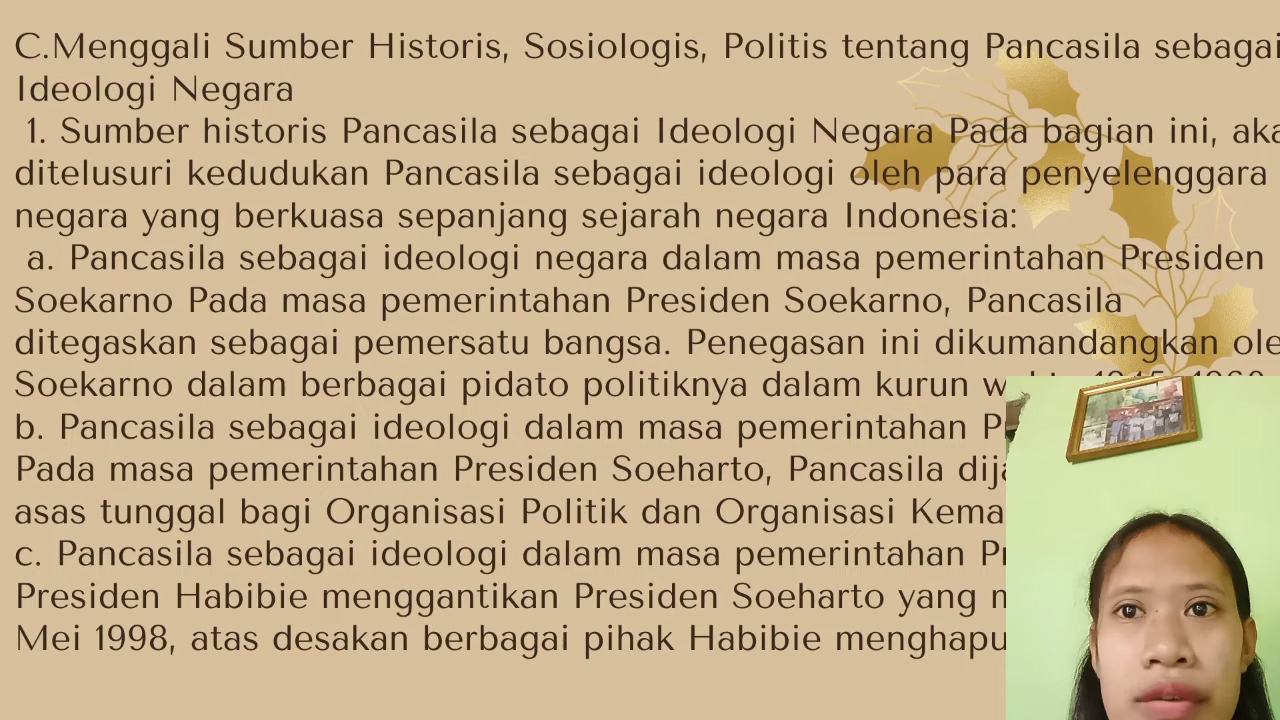 C.Menggali Sumber Historis, Sosiologis, Politis tentang Pancasila sebagai
Ideologi Negara
1. Sumber historis Pancasila sebagai Ideologi Negara Pada bagian ini,
ditelusuri kedudukan Pancasila sebagai ideologi oleh para penyelenggara
negara yang berkuasa sepanjang sejarah negara Indonesia:
a. Pancasila sebagai ideologi negara dalam masa pemerintahan Presiden
Soekarno Pada masa pemerintahan Presiden Soekarno, Pancasila
ditegaskan sebagai pemersatu bangsa. Penegasan ini dikumandangkan
Soekarno dalam berbagai pidato politiknya dalam kurun
b. Pancasila sebagai ideologi dalam masa pemerintahan
Pada masa pemerintahan Presiden Soeharto, Pancasila
asas tunggal bagi Organisasi Politik dan Organisasi
c. Pancasila sebagai ideologi dalam masa pemerintahan
Presiden Habibie menggantikan Presiden Soeharto yang
Mei 1998, atas desakan berbagai pihak Habibie